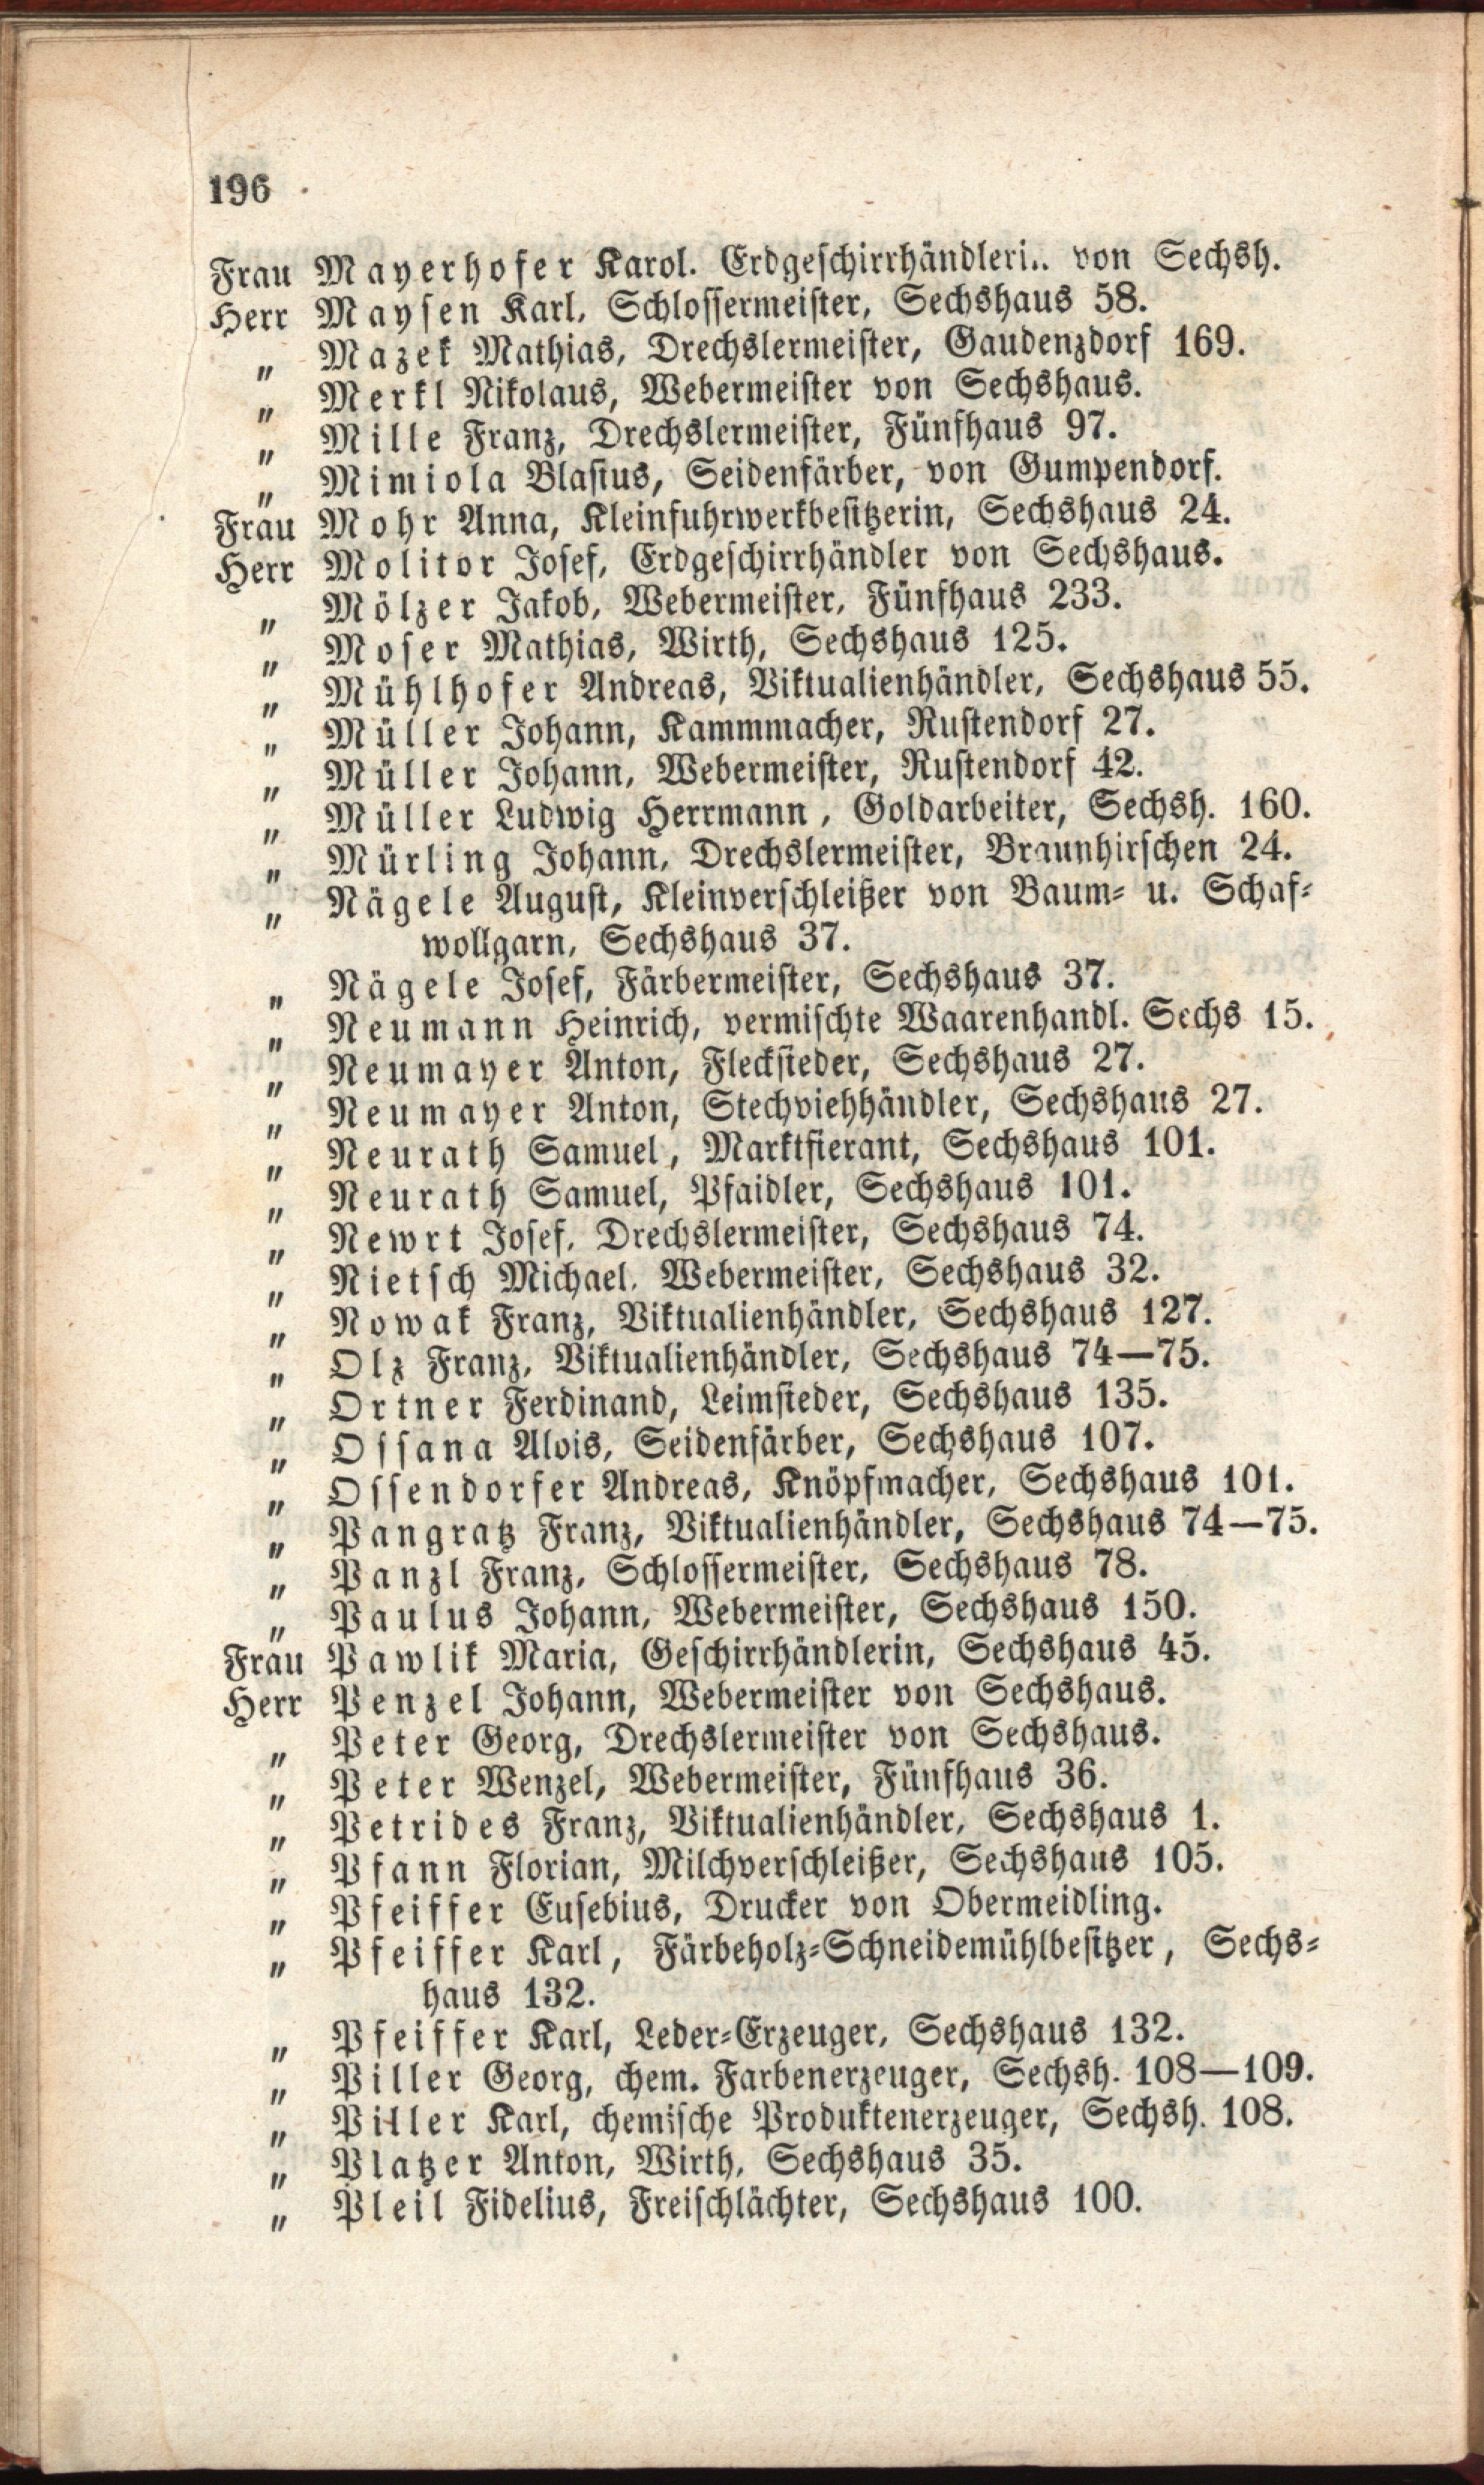 196
Frau Mayerhofer Karol. Erdgeschirrhändleri.. von Sechsh.
Herr Maysen Karl, Schlossermeister, Sechshaus 58.
„ Mazek Mathias, Drechslermeister, Gaudenzdorf 169.
„ Merkl Nikolaus, Webermeister von Sechshaus.
„ Mille Franz, Drechslermeister, Fünfhaus 97.
„ Mimiola Blasius, Seidenfärber, von Gumpendorf.
Frau Mohr Anna, Kleinfuhrwerkbesitzerin, Sechshaus 24.
Herr Molitor Josef, Erdgeschirrhändler von Sechshaus.
„ Mölzer Jakob, Webermeister, Fünfhaus 233.
„ Moser Mathias, Wirth, Sechshaus 125.
„ Mühlhofer Andreas, Viktualienhändler, Sechshaus 55.
„ Müller Johann, Kammmacher, Rustendorf 27.
„ Müller Johann, Webermeister, Rustendorf 42.
„ Müller Ludwig Herrmann, Goldarbeiter, Sechsh. 160.
„ Mürling Johann, Drechslermeister, Braunhirschen 24.
„ Nägele August, Kleinverschleißer von Baum- u. Schaf-
wollgarn, Sechshaus 37.
„ Nägele Josef, Färbermeister, Sechshaus 37.
„ Neumann Heinrich, vermischte Waarenhandl. Sechs 15.
„ Neumayer Anton, Flecksieder, Sechshaus 27.
„ Neumayer Anton, Stechviehhändler, Sechshaus 27.
„ Neurath Samuel, Marktfierant, Sechshaus 101.
„ Neurath Samuel, Pfaidler, Sechshaus 101.
„ Newrt Josef, Drechslermeister, Sechshaus 74.
„ Nietsch Michael, Webermeister, Sechshaus 32.
„ Nowak Franz, Viktualienhändler, Sechshaus 127.
„ Olz Franz, Viktualienhändler, Sechshaus 74—75.
„ Ortner Ferdinand, Leimsieder, Sechshaus 135.
„ Ossana Alois, Seidenfärber, Sechshaus 107.
„ Ossendorfer Andreas, Knöpfmacher, Sechshaus 101.
„ Pangratz Franz, Viktualienhändler, Sechshaus 74—75.
„ Panzl Franz, Schlossermeister, Sechshaus 78.
„ Paulus Johann, Webermeister, Sechshaus 150.
Frau Pawlik Maria, Geschirrhändlerin, Sechshaus 45.
Herr Penzel Johann, Webermeister von Sechshaus.
„ Peter Georg, Drechslermeister von Sechshaus.
„ Peter Wenzel, Webermeister, Fünfhaus 36.
„ Petrides Franz, Viktualienhändler, Sechshaus 1.
„ Pfann Florian, Milchverschleißer, Sechshaus 105.
„ Pfeiffer Eusebius, Drucker von Obermeidling.
„ Pfeiffer Karl, Färbeholz-Schneidemühlbesitzer, Sechs-
haus 132.
„ Pfeiffer Karl, Leder-Erzeuger, Sechshaus 132.
„ Piller Georg, chem. Farbenerzeuger, Sechsh. 108—109.
„ Piller Karl, chemische Produktenerzeuger, Sechsh. 108.
„ Platzer Anton, Wirth, Sechshaus 35.
„ Pleil Fidelius, Freischlächter, Sechshaus 100.